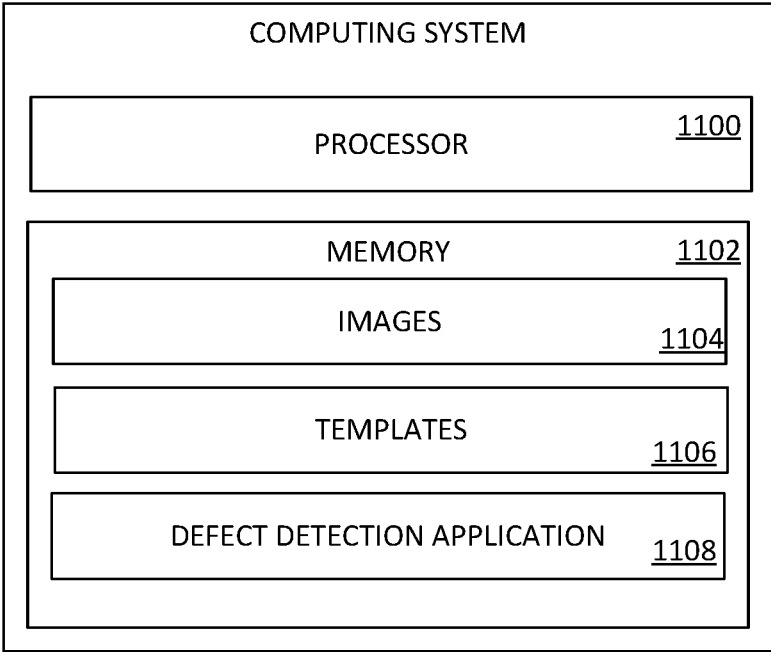 COMPUTING SYSTEM
1100
PROCESSOR
MEMORY 1102
IMAGES
1104
TEMPLATES
1106
DEFECT DETECTION APPLICATION
1108